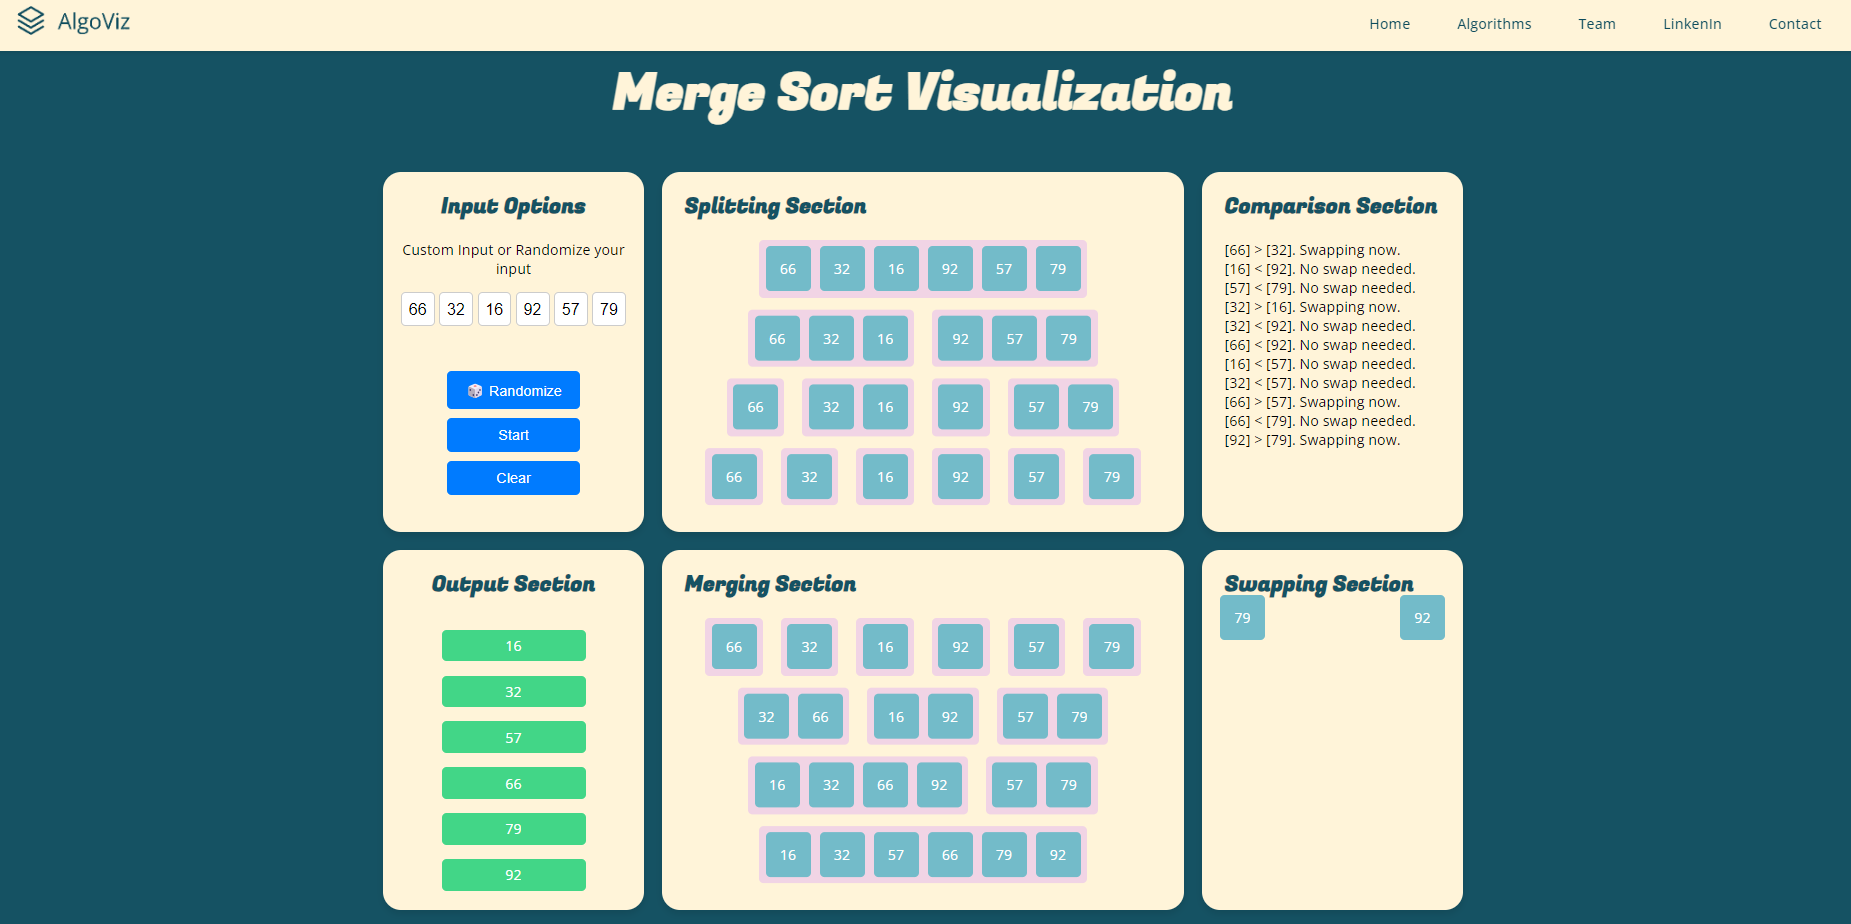 AlgoViz
Home Algorithms Team LinkenIn Contact
Merge Sort Visualization
Input Options
Custom Input or Randomize your
input
66 32 16 92 57 79
🎲 Randomize
Start
Clear
Splitting Section
66 32 16 92 57 79
66 32 16 92 57 79
66 32 16 92 57 79
66 32 16 92 57 79
Comparison Section
[66] > [32]. Swapping now.
[16] < [92]. No swap needed.
[57] < [79]. No swap needed.
[32] > [16]. Swapping now.
[32] < [92]. No swap needed.
[66] < [92]. No swap needed.
[16] < [57]. No swap needed.
[32] < [57]. No swap needed.
[66] > [57]. Swapping now.
[66] < [79]. No swap needed.
[92] > [79]. Swapping now.
Output Section
16
32
57
66
79
92
Merging Section
66 32 16 92 57 79
32 66 16 92 57 79
16 32 66 92 57 79
16 32 57 66 79 92
Swapping Section
79 92